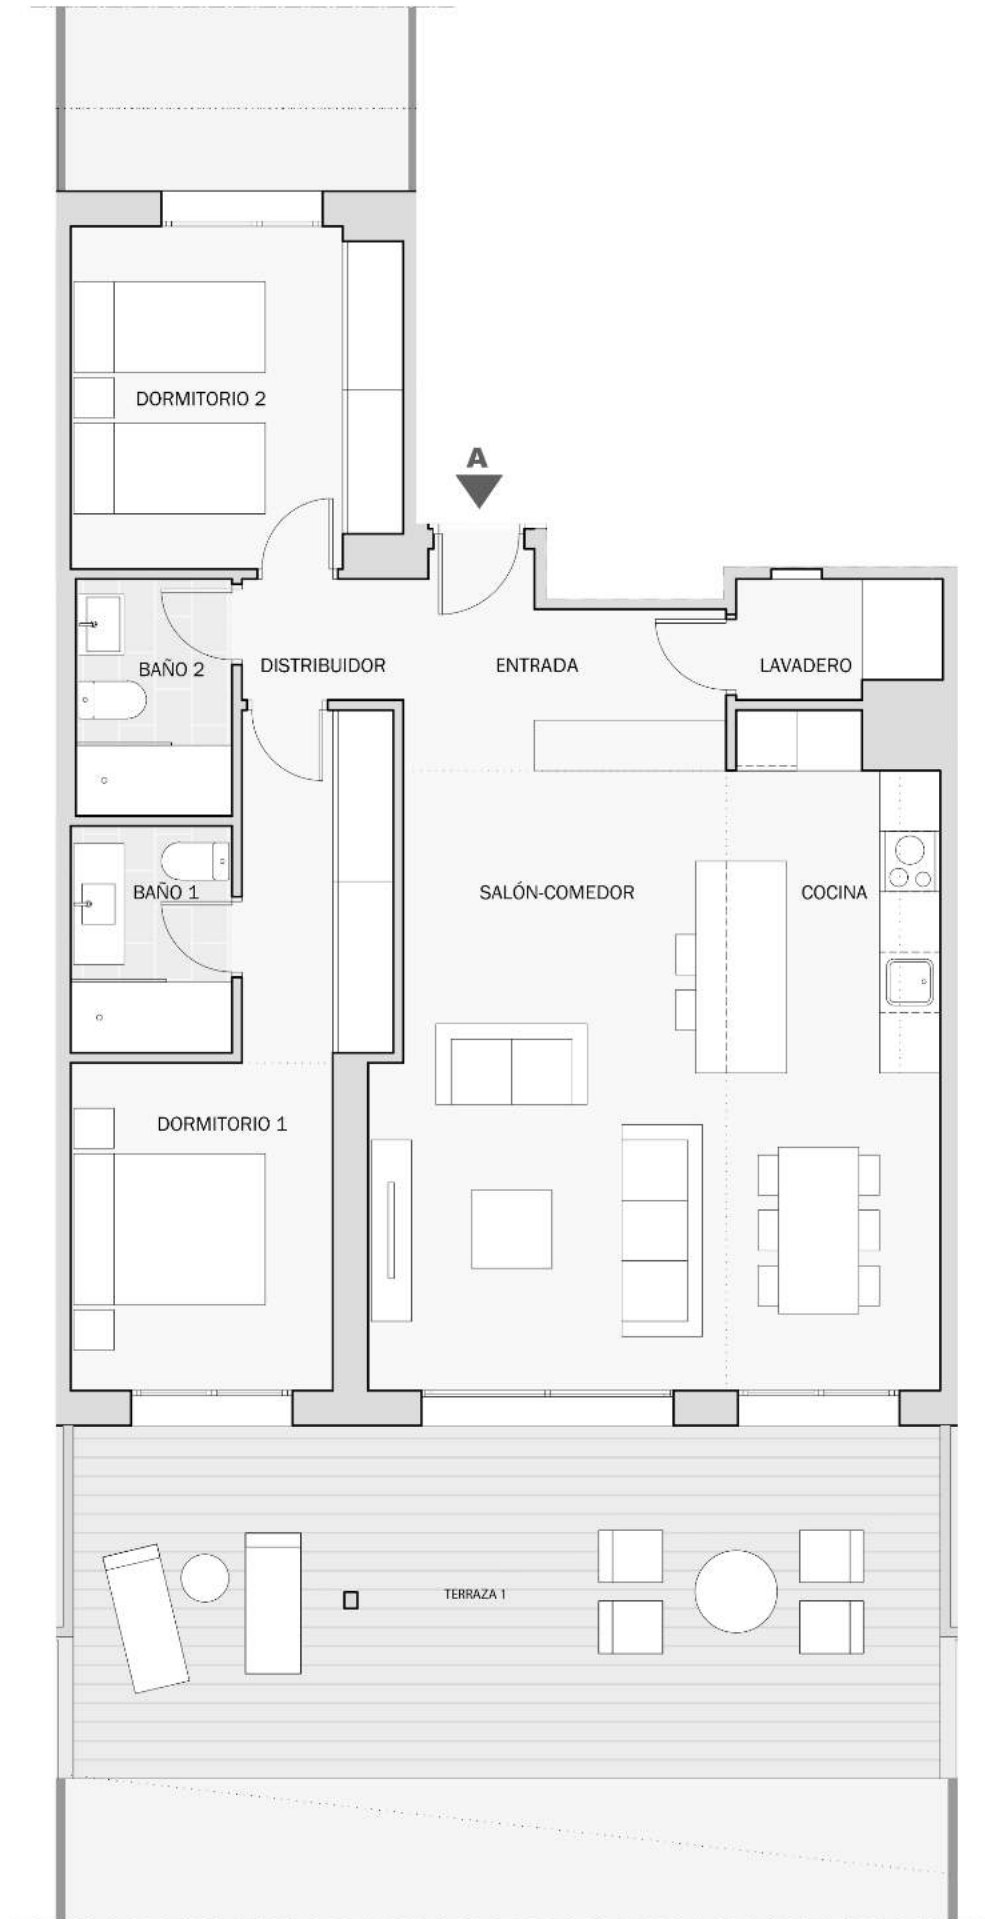 DORMITORIO 2
A
BAÑO 2
DISTRIBUIDOR
ENTRADA
LAVADERO
BAÑO 1
SALÓN-COMEDOR
COCINA
DORMITORIO 1
TERRAZA 1